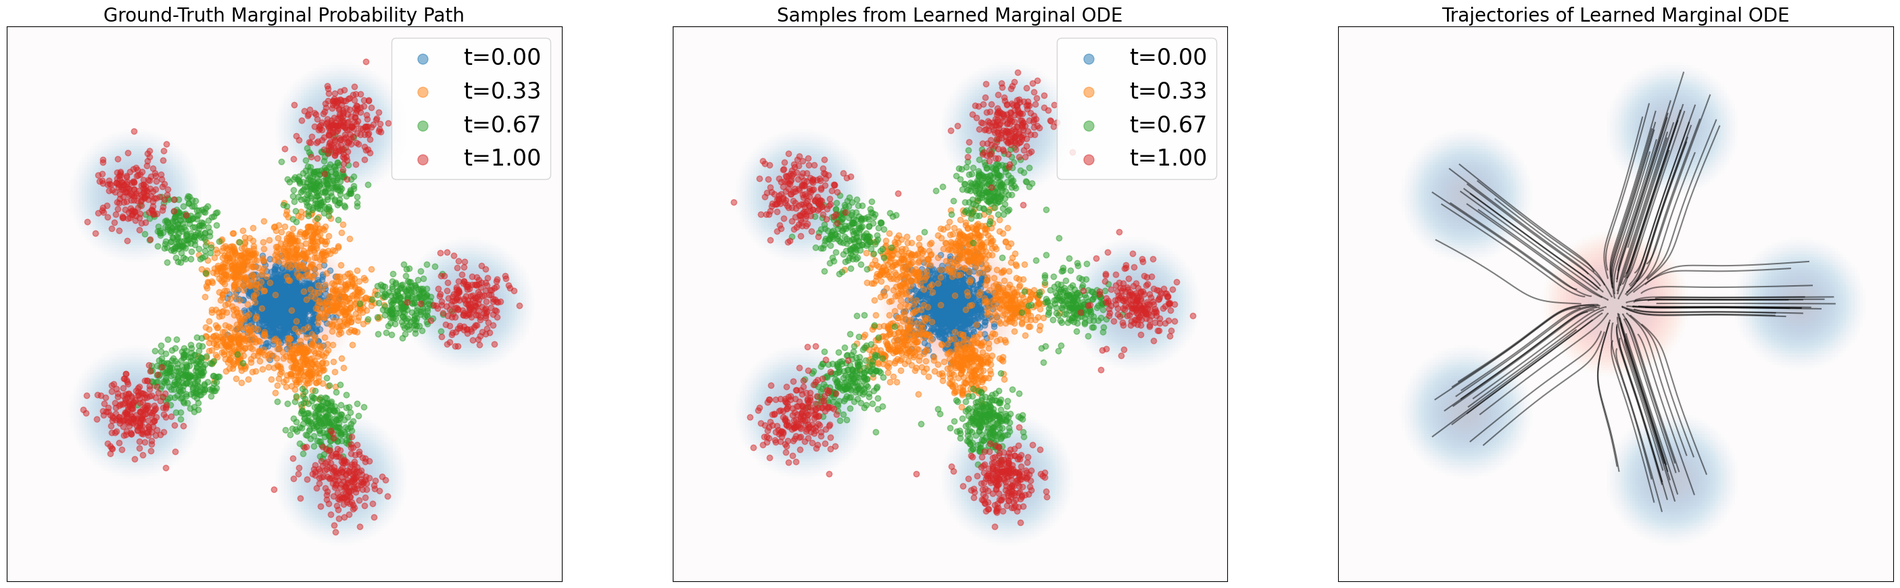 Ground-Truth Marginal Probability Path
t=0.00
t=0.33
t=0.67
t=1.00
Samples from Learned Marginal ODE
t=0.00
t=0.33
t=0.67
t=1.00
Trajectories of Learned Marginal ODE